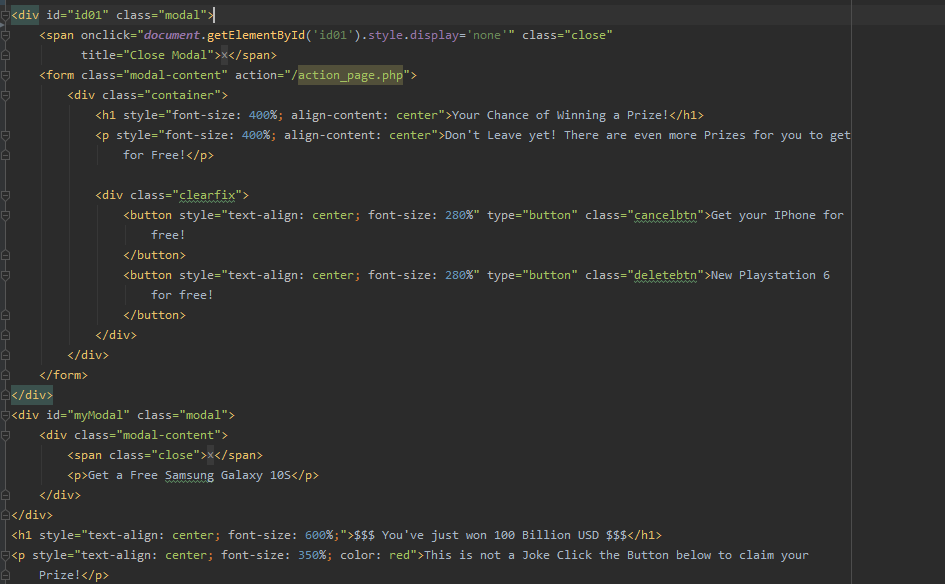 <div id="id01" class="modal">
<span onclick="document.getElementById('id01').style.display='none'" class="close"
title="Close Modal">×</span>
<form class="modal-content" action="/action_page.php">
<div class="container">
<h1 style="font-size: 400%; align-content: center">Your Chance of Winning a Prize!</h1>
<p style="font-size: 400%; align-content: center">Don't Leave yet! There are even more Prizes for you to get
for Free!</p>
<div class="clearfix">
<button style="text-align: center; font-size: 280%" type="button" class="cancelbtn">Get your IPhone for
free!
</button>
<button style="text-align: center; font-size: 280%" type="button" class="deletebtn">New Playstation 6
for free!
</button>
</div>
</div>
</form>
</div>
<div id="myModal" class="modal">
<div class="modal-content">
<span class="close">×</span>
<p>Get a Free Samsung Galaxy 10S</p>
</div>
</div>
<h1 style="text-align: center; font-size: 600%;">$$$ You've just won 100 Billion USD $$$</h1>
<p style="text-align: center; font-size: 350%; color: red">This is not a Joke Click the Button below to claim your
Prize!</p>